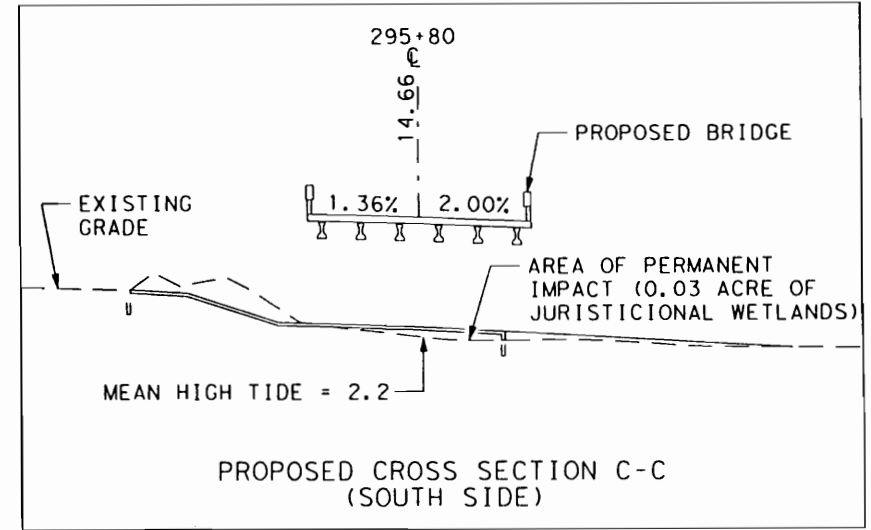 295+80
℄
14.66
PROPOSED BRIDGE
1.36% 2.00%
EXISTING
GRADE
AREA OF PERMANENT
IMPACT (0.03 ACRE OF
JURISTICIONAL WETLANDS)
MEAN HIGH TIDE = 2.2
PROPOSED CROSS SECTION C-C
(SOUTH SIDE)